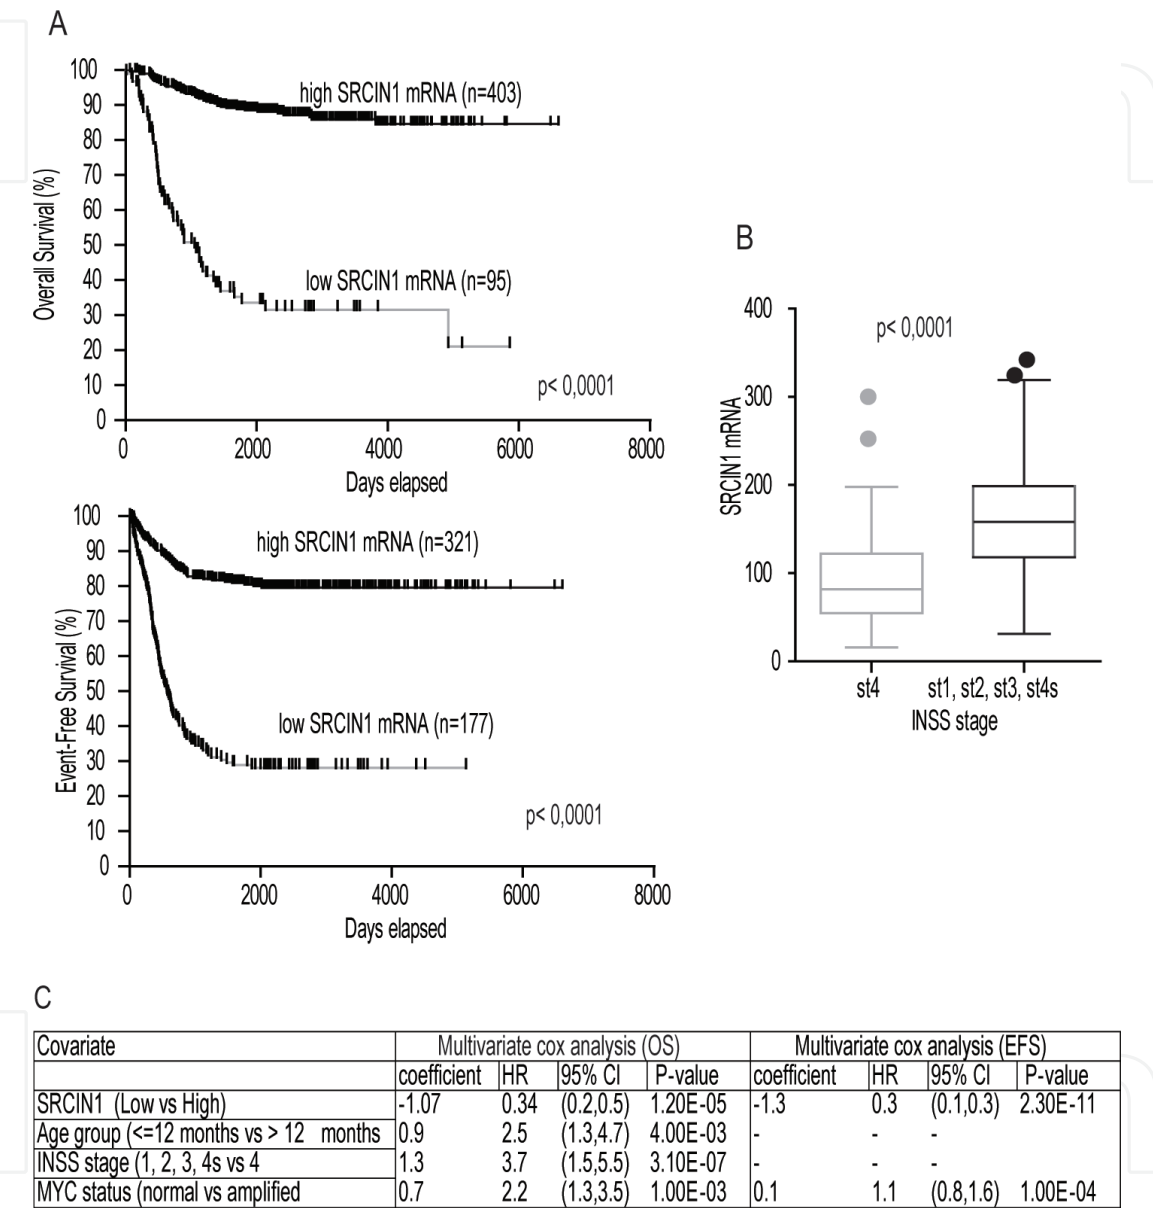 A
100
90
80
70
60
50
40
30
20
10
0
Overall Survival (%)
high SRCIN1 mRNA (n=403)
low SRCIN1 mRNA (n=95)
p< 0,0001
0 2000 4000 6000 8000
Days elapsed
100
90
80
70
60
50
40
30
20
10
0
Event-Free Survival (%)
high SRCIN1 mRNA (n=321)
low SRCIN1 mRNA (n=177)
p< 0,0001
0 2000 4000 6000 8000
Days elapsed
B
400
300
200
100
0
SRCIN1 mRNA
p< 0,0001
st4 st1, st2, st3, st4s
INSS stage
C
Covariate Multivariate cox analysis (OS) Multivariate cox analysis (EFS)
coefficient HR 95% CI P-value coefficient HR 95% CI P-value
SRCIN1 (Low vs High) -1.07 0.34 (0.2,0.5) 1.20E-05 -1.3 0.3 (0.1,0.3) 2.30E-11
Age group (<=12 months vs > 12 months 0.9 2.5 (1.3,4.7) 4.00E-03 - - -
INSS stage (1, 2, 3, 4s vs 4 1.3 3.7 (1.5,5.5) 3.10E-07 - - -
MYC status (normal vs amplified 0.7 2.2 (1.3,3.5) 1.00E-03 0.1 1.1 (0.8,1.6) 1.00E-04